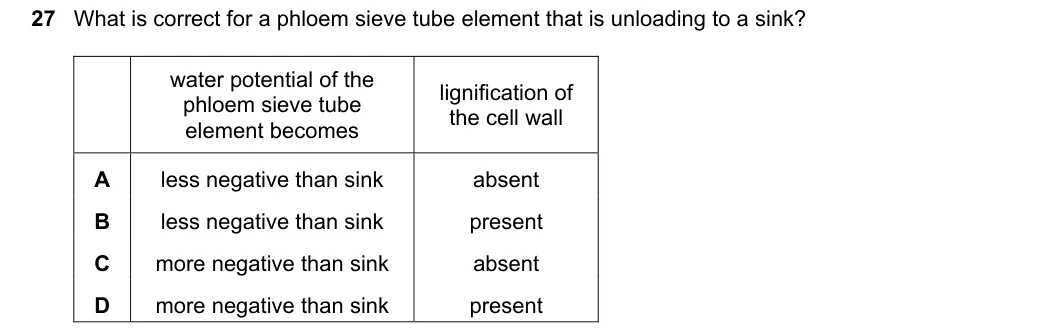 27 What is correct for a phloem sieve tube element that is unloading to a sink?
water potential of the
phloem sieve tube
element becomes
lignification of
the cell wall
A less negative than sink absent
B less negative than sink present
C more negative than sink absent
D more negative than sink present